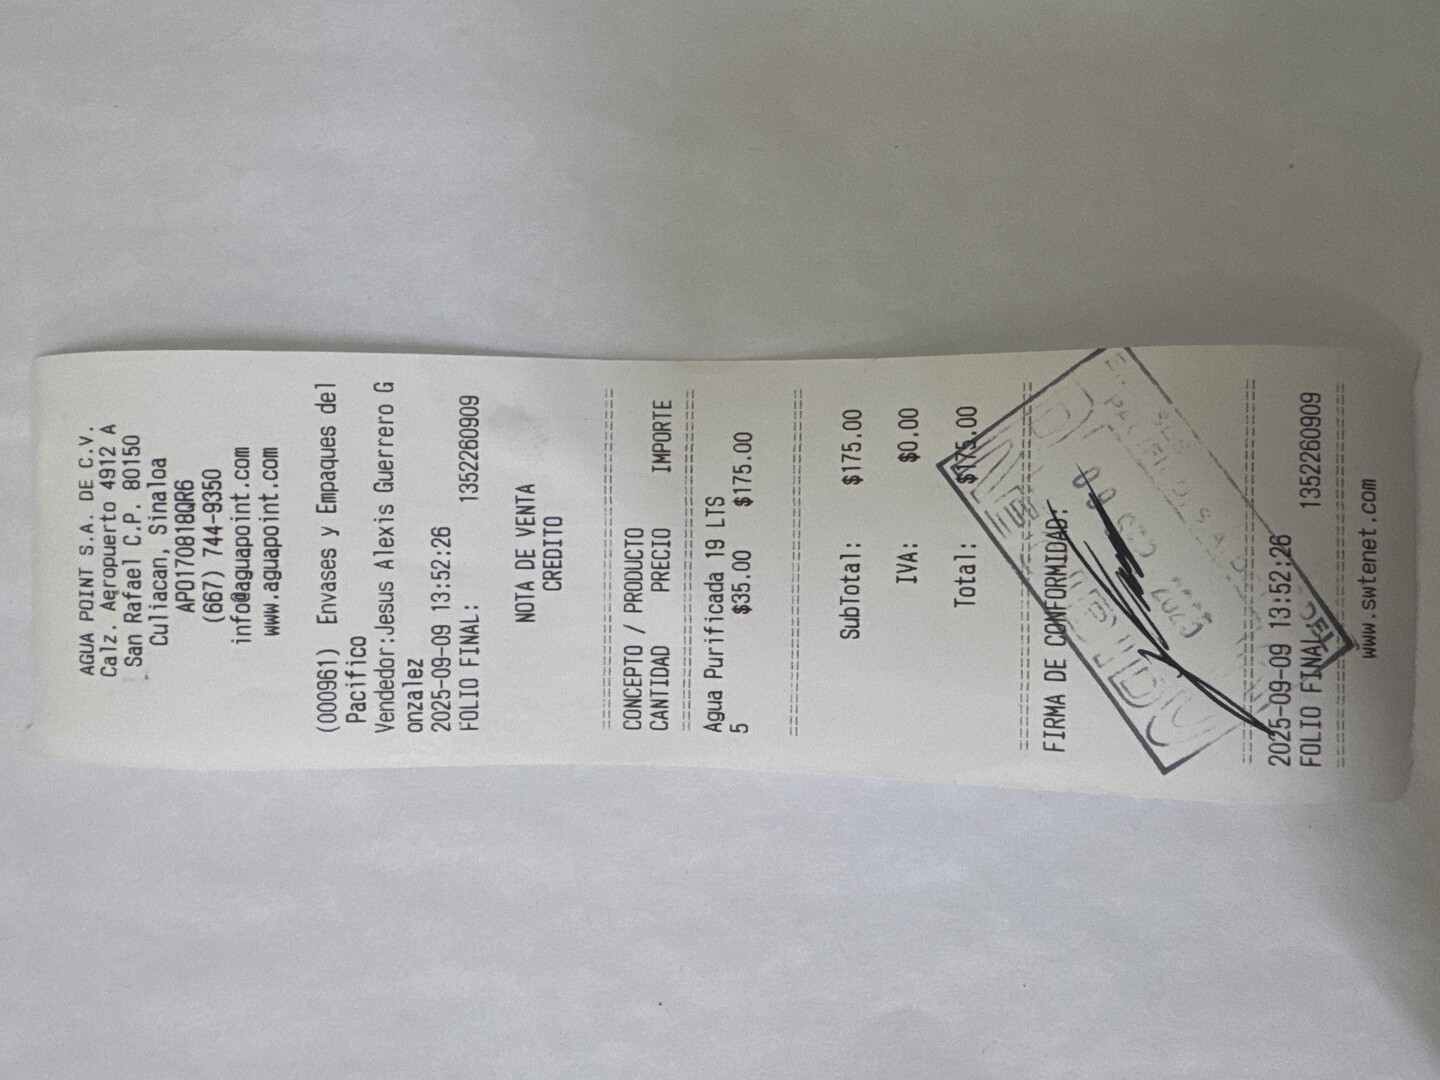 AGUA POINT S.A. DE C.V.
Calz. Aeropuerto 4912 A
San Rafael C.P. 80150
Culiacan, Sinaloa
APO170818QR6
(667) 744-9350
info@aguapoint.com
www.aguapoint.com
(000961) Envases y Empaques del
Pacifico
Vendedor:Jesus Alexis Guerrero G
onzalez
2025-09-09 13:52:26
FOLIO FINAL: 1352260909
NOTA DE VENTA
CREDITO
CONCEPTO / PRODUCTO
CANTIDAD PRECIO IMPORTE
Agua Purificada 19 LTS
5 $35.00 $175.00
SubTotal: $175.00
IVA: $0.00
Total: $175.00
FIRMA DE CONFORMIDAD:
2025-09-09 13:52:26
FOLIO FINAL: 1352260909
www.swtenet.com